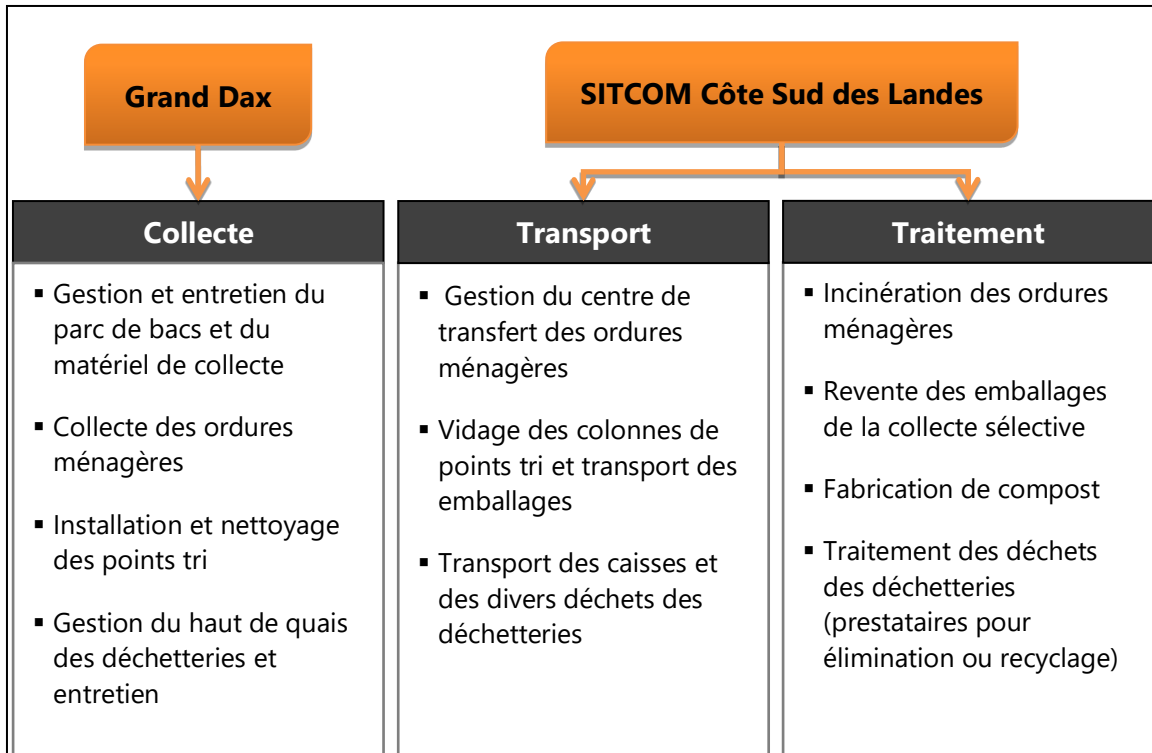 Grand Dax
SITCOM Côte Sud des Landes
Collecte
▪ Gestion et entretien du
parc de bacs et du
matériel de collecte
▪ Collecte des ordures
ménagères
▪ Installation et nettoyage
des points tri
▪ Gestion du haut de quais
des déchetteries et
entretien
Transport
▪ Gestion du centre de
transfert des ordures
ménagères
▪ Vidage des colonnes de
points tri et transport des
emballages
▪ Transport des caisses et
des divers déchets des
déchetteries
Traitement
▪ Incinération des ordures
ménagères
▪ Revente des emballages
de la collecte sélective
▪ Fabrication de compost
▪ Traitement des déchets
des déchetteries
(prestataires pour
élimination ou recyclage)